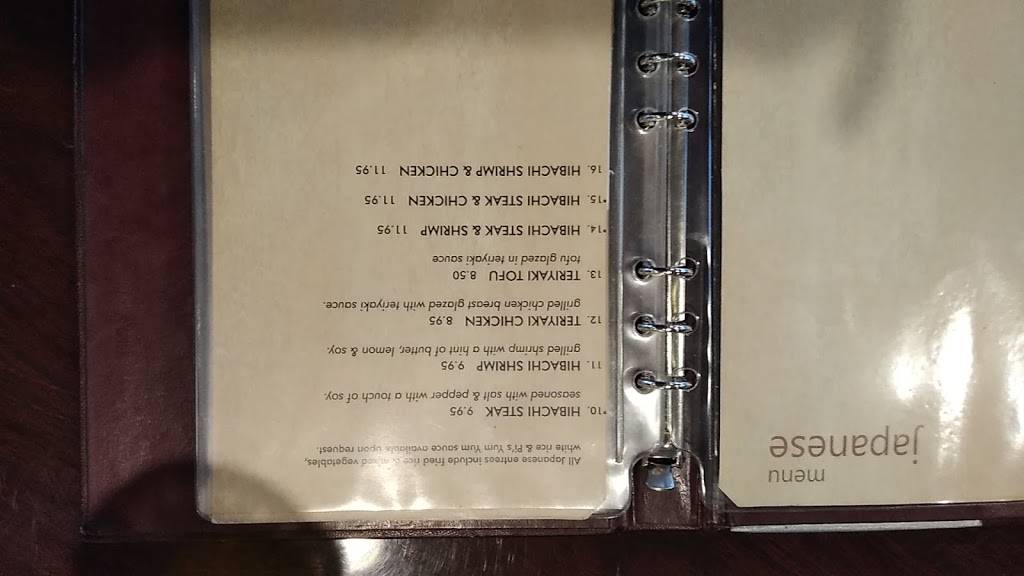 japanese
menu
All Japanese entrees include fried rice & mixed vegetables,
white rice & Pi's Yum Yum sauce available upon request.
*10. HIBACHI STEAK 9.95
seasoned with salt & pepper with a touch of soy.
11. HIBACHI SHRIMP 9.95
grilled shrimp with a hint of butter, lemon & soy.
12. TERIYAKI CHICKEN 8.95
grilled chicken breast glazed with teriyaki sauce.
13. TERIYAKI TOFU 8.50
tofu glazed in teriyaki sauce
*14. HIBACHI STEAK & SHRIMP 11.95
*15. HIBACHI STEAK & CHICKEN 11.95
16. HIBACHI SHRIMP & CHICKEN 11.95